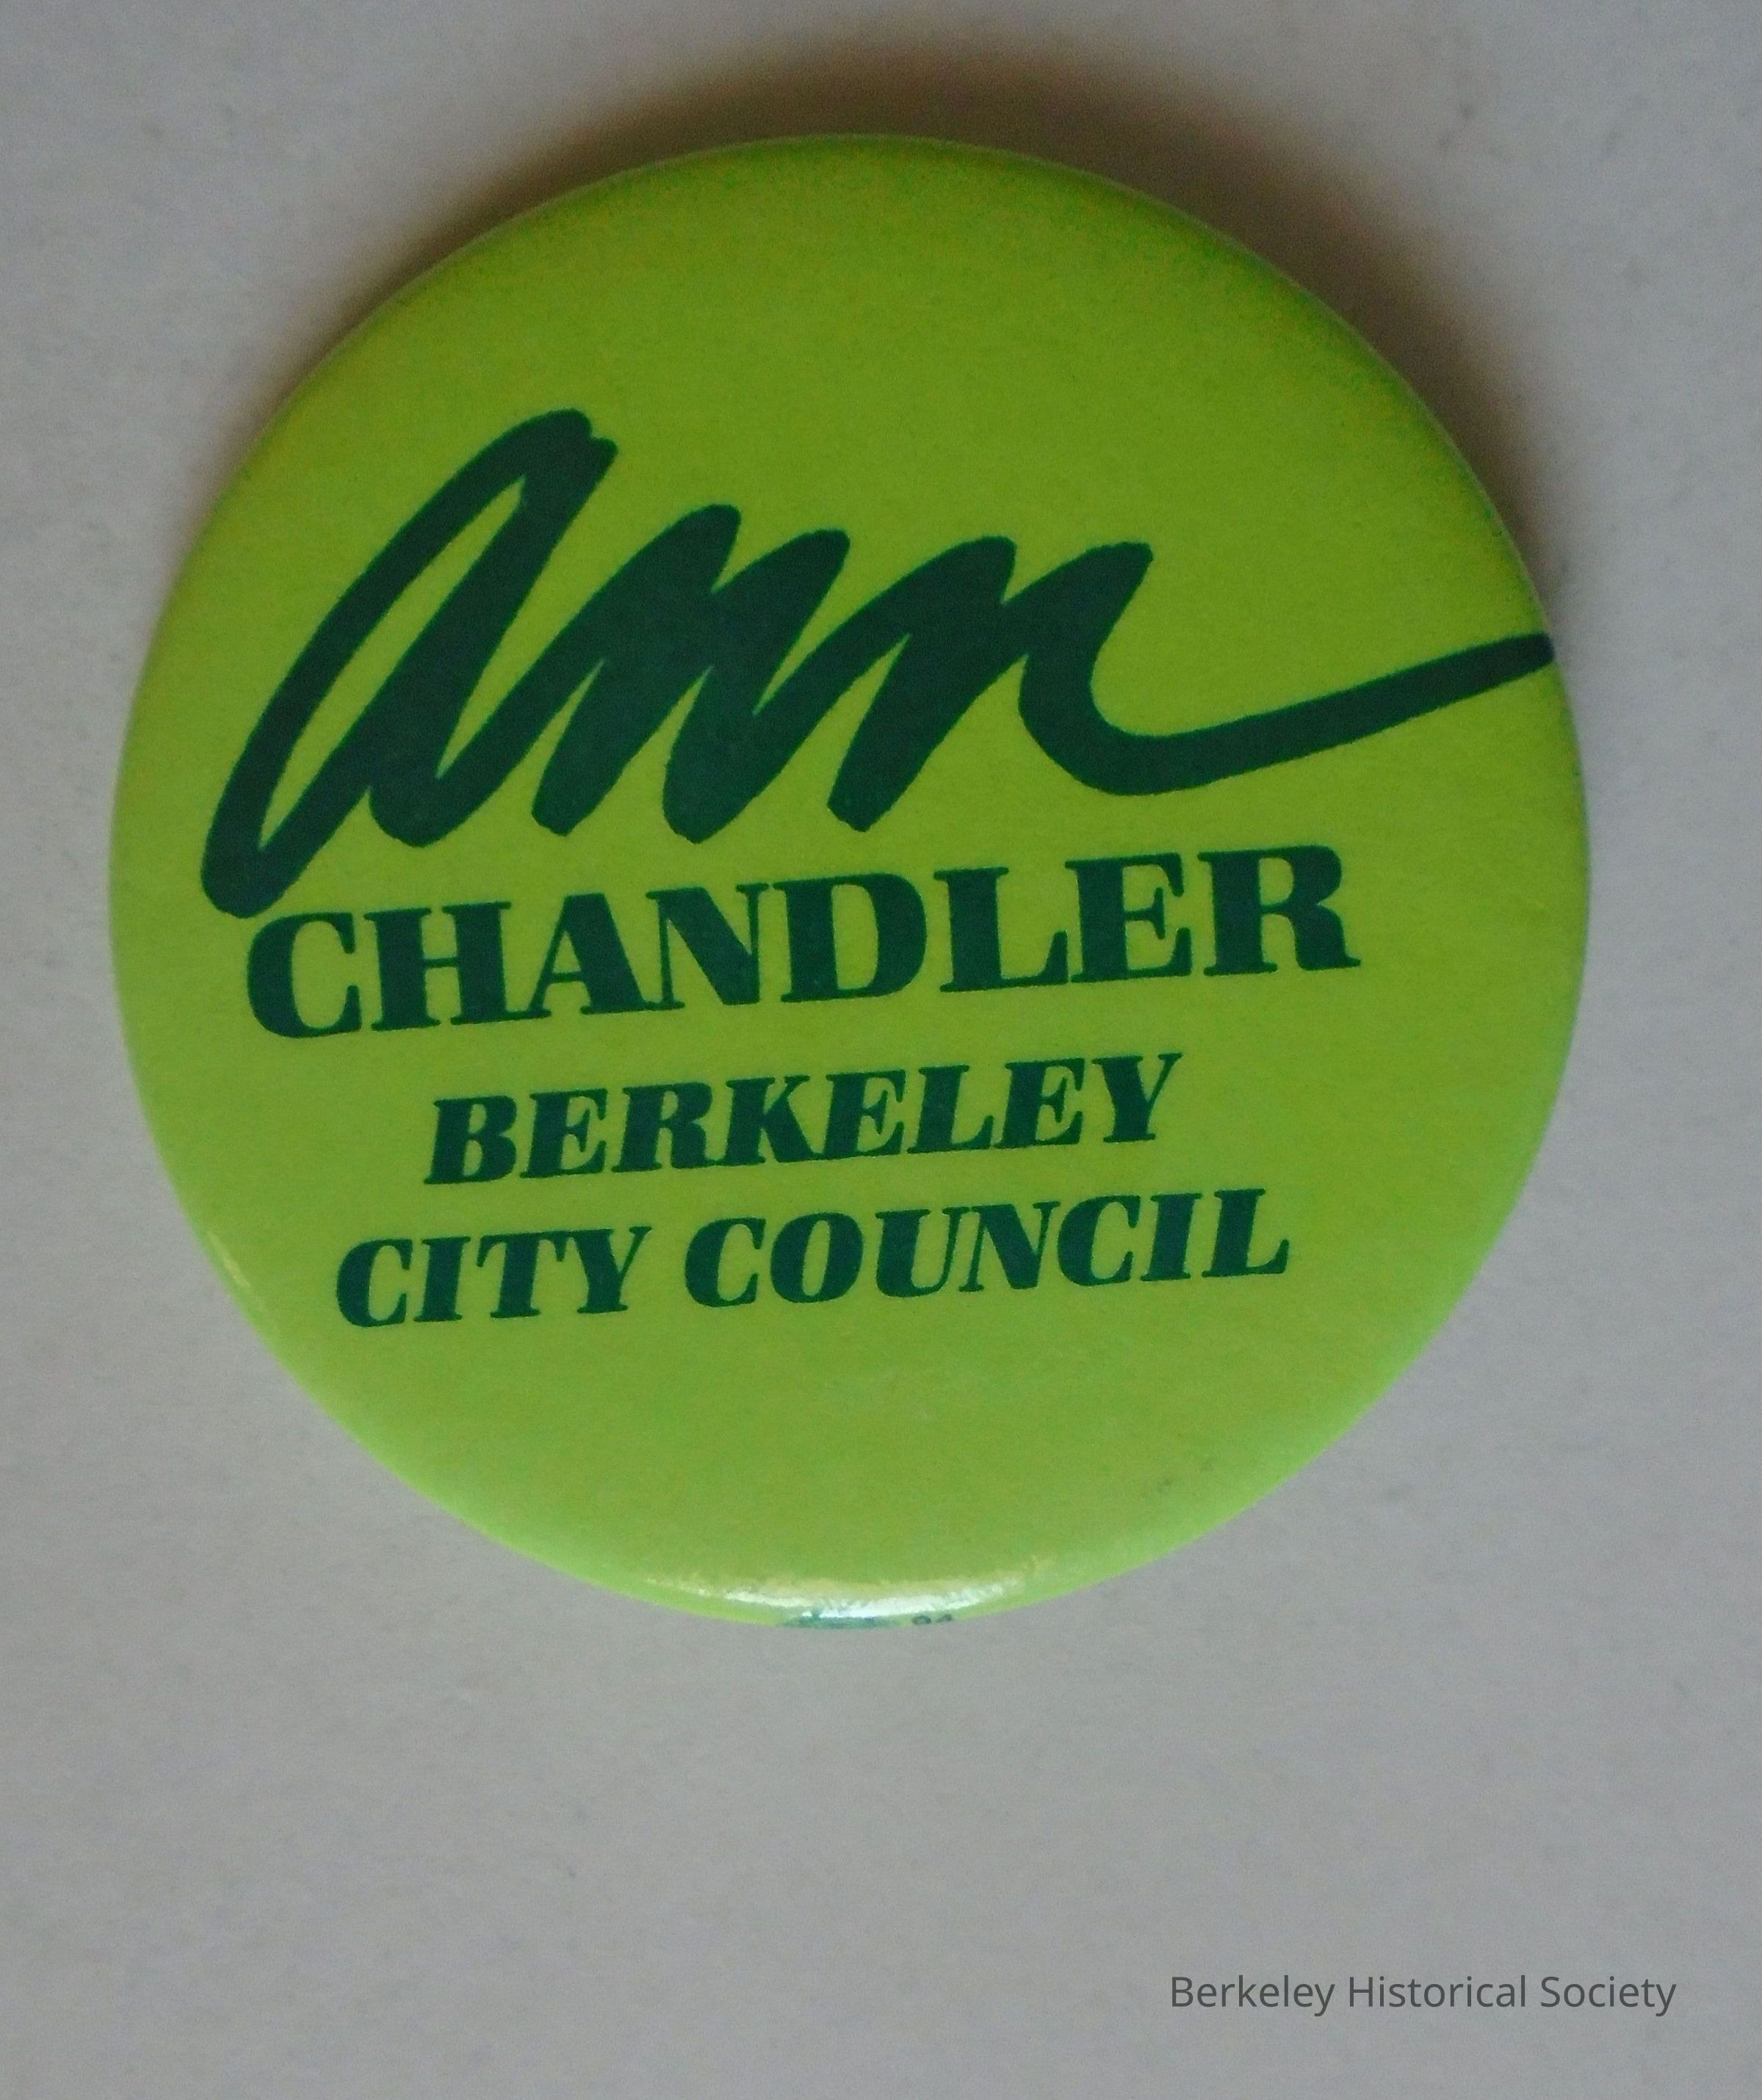 Ann
CHANDLER
BERKELEY
CITY COUNCIL
Berkeley Historical Society